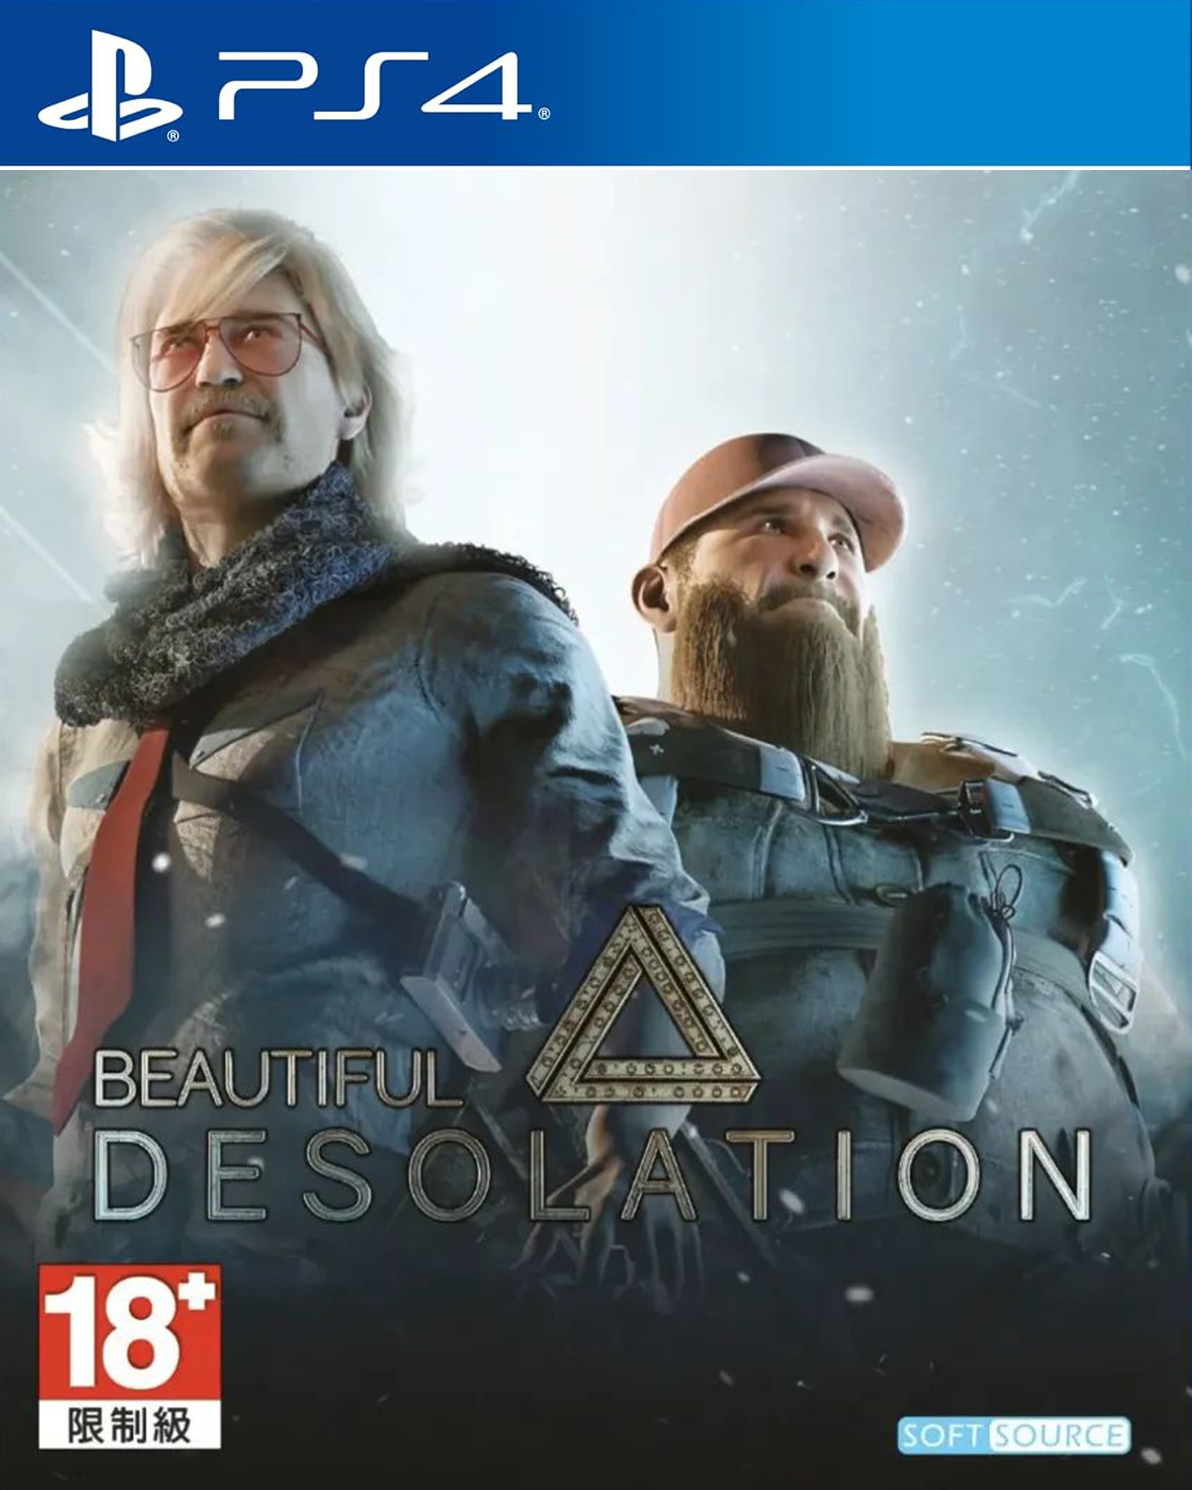 PS4®
BEAUTIFUL
DESOLATION
18+
限制級
SOFT SOURCE